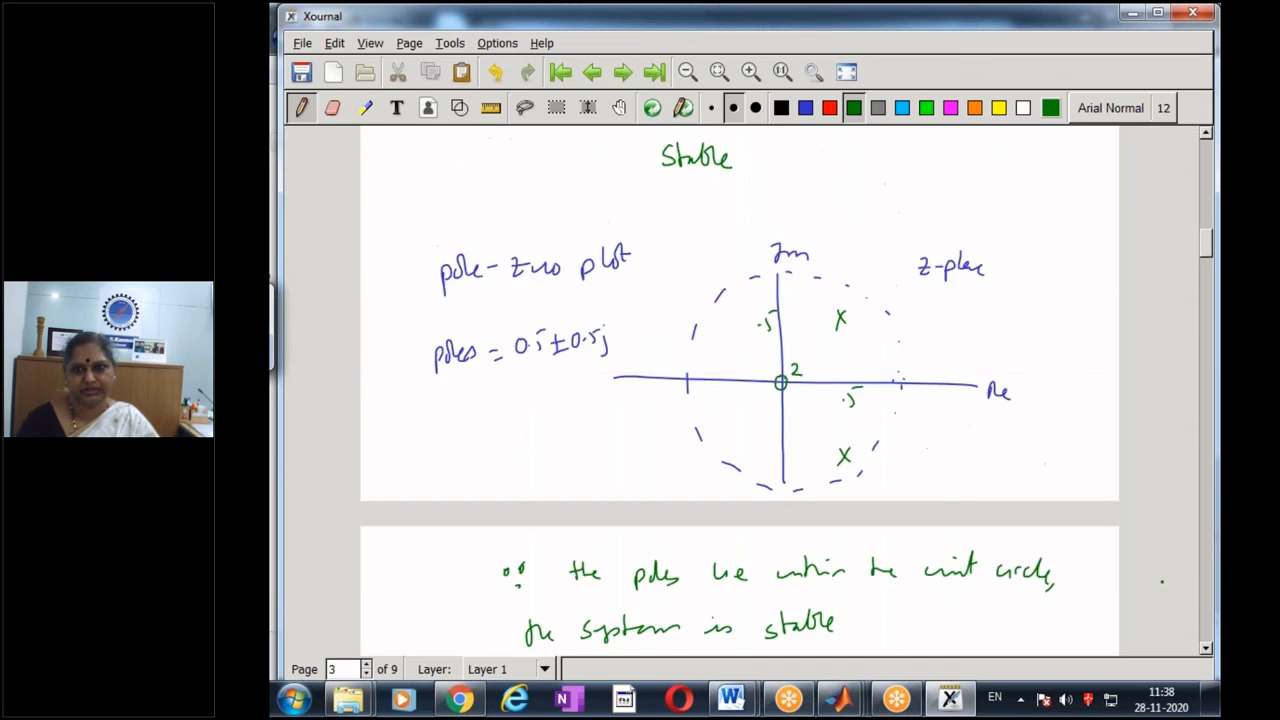 Xournal
File Edit View Page Tools Options Help
Arial Normal 12
Stable
pole-zero plot
Im
z-plane
.5
X
poles = 0.5 ± 0.5j
2
.5
Re
X
∵ the poles lie within the unit circle,
the system is stable
Page 3 of 9 Layer: Layer 1
EN
11:38
28-11-2020